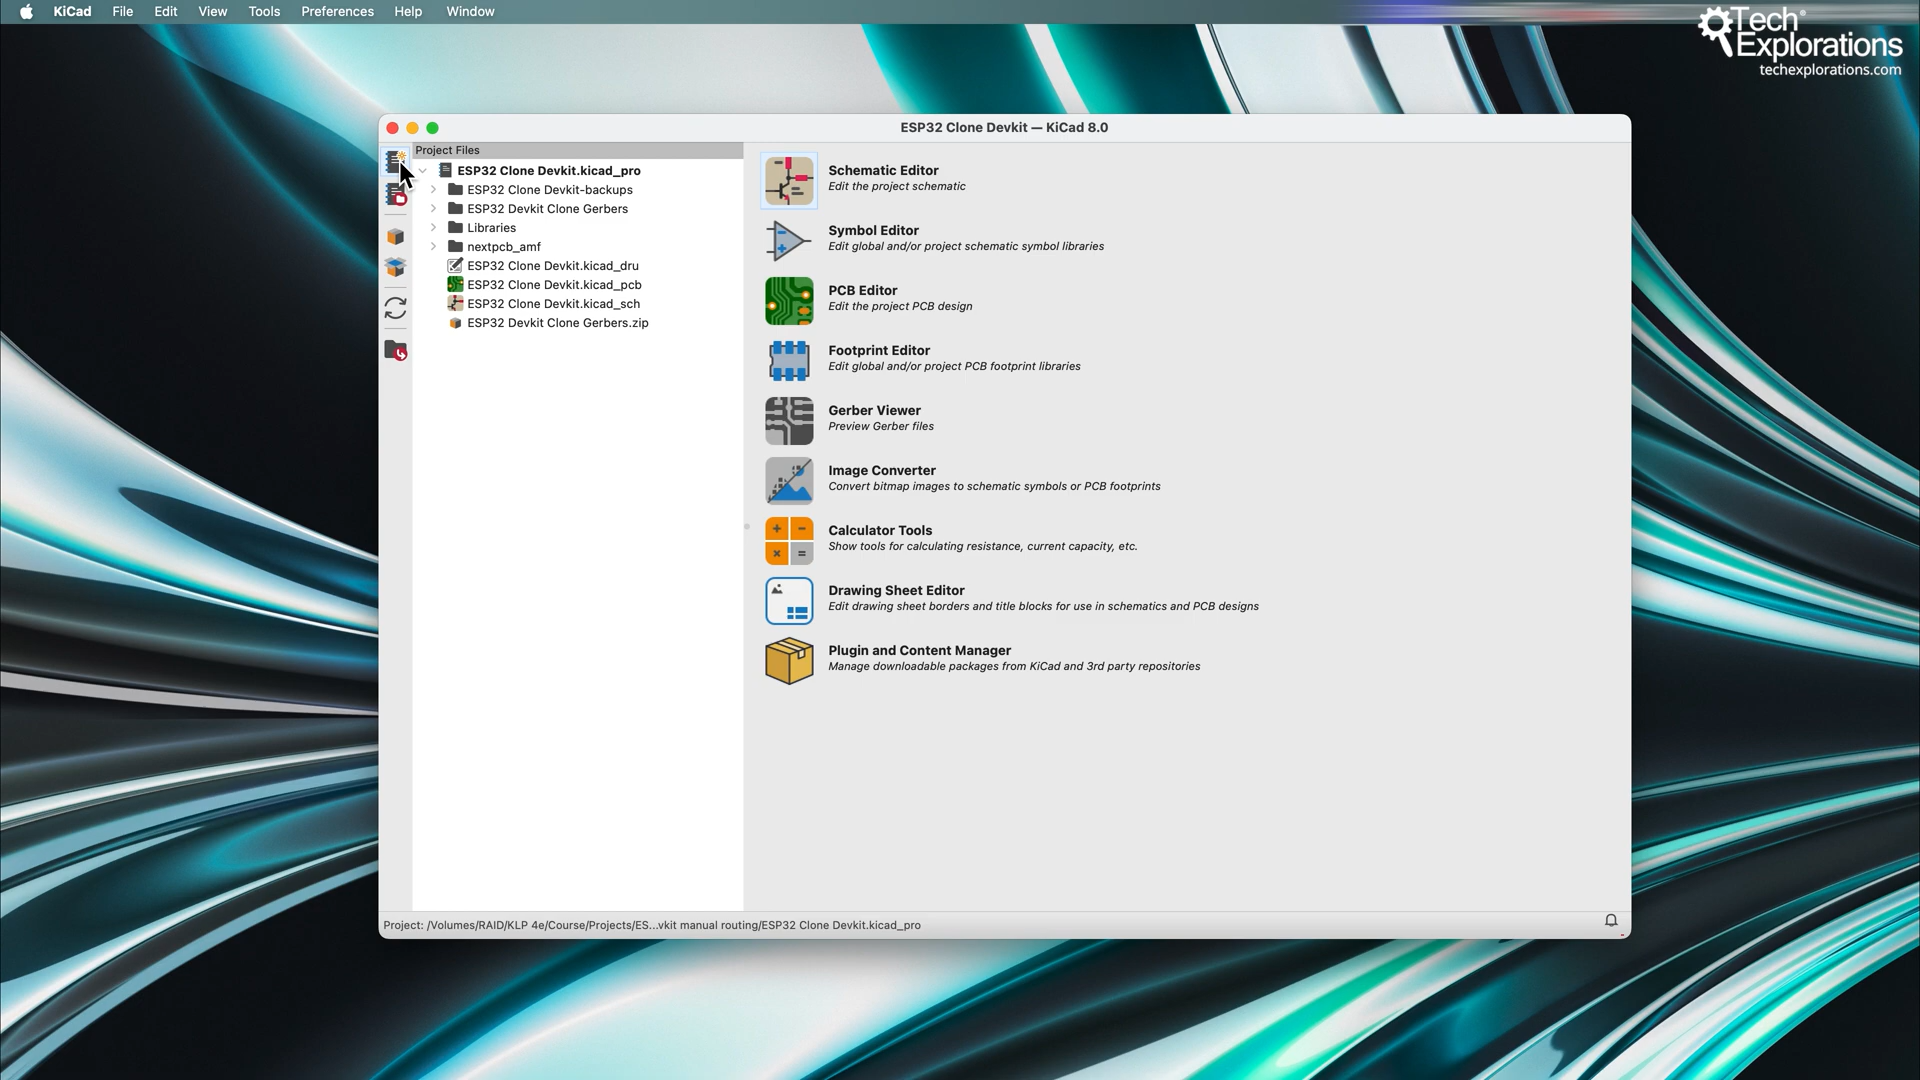 KiCad File Edit View Tools Preferences Help Window
Tech
Explorations
techexplorations.com
ESP32 Clone Devkit — KiCad 8.0
Project Files
ESP32 Clone Devkit.kicad_pro
ESP32 Clone Devkit-backups
ESP32 Devkit Clone Gerbers
Libraries
nextpcb_amf
ESP32 Clone Devkit.kicad_dru
ESP32 Clone Devkit.kicad_pcb
ESP32 Clone Devkit.kicad_sch
ESP32 Devkit Clone Gerbers.zip
Schematic Editor
Edit the project schematic
Symbol Editor
Edit global and/or project schematic symbol libraries
PCB Editor
Edit the project PCB design
Footprint Editor
Edit global and/or project PCB footprint libraries
Gerber Viewer
Preview Gerber files
Image Converter
Convert bitmap images to schematic symbols or PCB footprints
Calculator Tools
Show tools for calculating resistance, current capacity, etc.
Drawing Sheet Editor
Edit drawing sheet borders and title blocks for use in schematics and PCB designs
Plugin and Content Manager
Manage downloadable packages from KiCad and 3rd party repositories
Project: /Volumes/RAID/KLP 4e/Course/Projects/ES...vkit manual routing/ESP32 Clone Devkit.kicad_pro